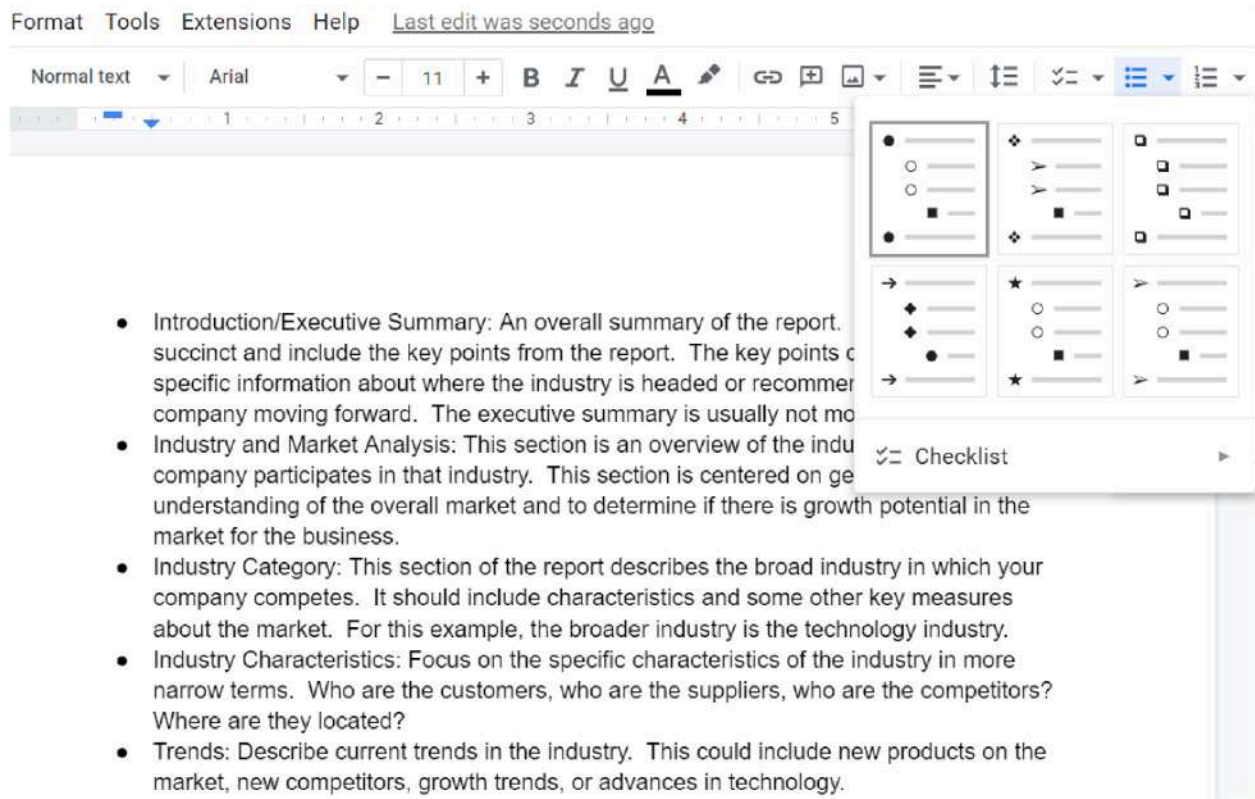 Format Tools Extensions Help Last edit was seconds ago
Normal text Arial - 11 + B I U A
1 2 3 4 5
● Introduction/Executive Summary: An overall summary of the report.
succinct and include the key points from the report. The key points
specific information about where the industry is headed or
company moving forward. The executive summary is usually not
● Industry and Market Analysis: This section is an overview of the
company participates in that industry. This section is centered on
understanding of the overall market and to determine if there is growth potential in the
market for the business.
● Industry Category: This section of the report describes the broad industry in which your
company competes. It should include characteristics and some other key measures
about the market. For this example, the broader industry is the technology industry.
● Industry Characteristics: Focus on the specific characteristics of the industry in more
narrow terms. Who are the customers, who are the suppliers, who are the competitors?
Where are they located?
● Trends: Describe current trends in the industry. This could include new products on the
market, new competitors, growth trends, or advances in technology.
Checklist